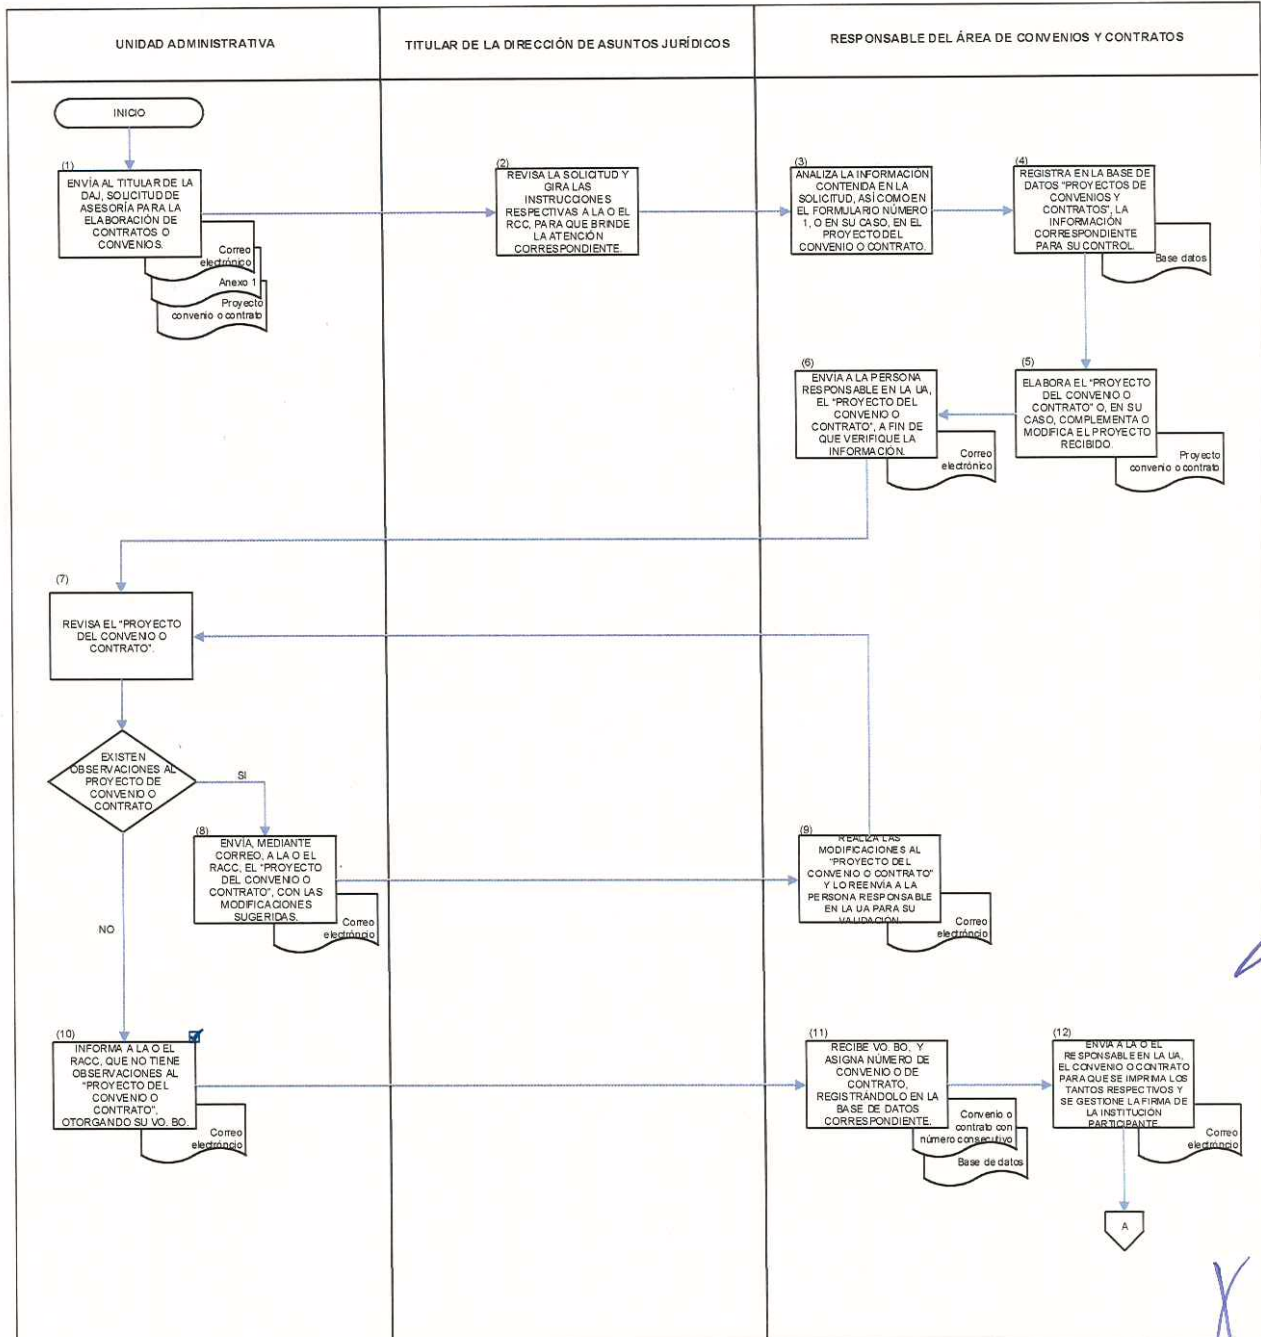 UNIDAD ADMINISTRATIVA
TITULAR DE LA DIRECCIÓN DE ASUNTOS JURÍDICOS
RESPONSABLE DEL ÁREA DE CONVENIOS Y CONTRATOS
INICIO
(1)
ENVÍA AL TITULAR DE LA
DAJ, SOLICITUD DE
ASESORÍA PARA LA
ELABORACIÓN DE
CONTRATOS O
CONVENIOS.
Correo
electrónico
Anexo 1
Proyecto
convenio o contrato
(2)
REVISA LA SOLICITUD Y
GIRA LAS
INSTRUCCIONES
RESPECTIVAS A LA O EL
RCC, PARA QUE BRINDE
LA ATENCIÓN
CORRESPONDIENTE.
(3)
ANALIZA LA INFORMACIÓN
CONTENIDA EN LA
SOLICITUD, ASÍ COMO EN
EL FORMULARIO NÚMERO
1, O EN SU CASO, EN EL
PROYECTO DEL
CONVENIO O CONTRATO.
(4)
REGISTRA EN LA BASE DE
DATOS "PROYECTOS DE
CONVENIOS Y
CONTRATOS", LA
INFORMACIÓN
CORRESPONDIENTE
PARA SU CONTROL.
Base datos
(5)
ELABORA EL "PROYECTO
DEL CONVENIO O
CONTRATO" O, EN SU
CASO, COMPLEMENTA O
MODIFICA EL PROYECTO
RECIBIDO.
Proyecto
convenio o contrato
(6)
ENVIA A LA PERSONA
RESPONSABLE EN LA UA,
EL "PROYECTO DEL
CONVENIO O
CONTRATO", A FIN DE
QUE VERIFIQUE LA
INFORMACIÓN.
Correo
electrónico
(7)
REVISA EL "PROYECTO
DEL CONVENIO O
CONTRATO".
EXISTEN
OBSERVACIONES AL
PROYECTO DE
CONVENIO O
CONTRATO
SI
NO
(8)
ENVÍA, MEDIANTE
CORREO, A LA O EL
RACC, EL "PROYECTO
DEL CONVENIO O
CONTRATO", CON LAS
MODIFICACIONES
SUGERIDAS.
Correo
electróncio
(9)
REALIZA LAS
MODIFICACIONES AL
"PROYECTO DEL
CONVENIO O CONTRATO"
Y LO REENVÍA A LA
PERSONA RESPONSABLE
EN LA UA PARA SU
VALIDACIÓN.
Correo
electróncio
(10)
INFORMA A LA O EL
RACC, QUE NO TIENE
OBSERVACIONES AL
"PROYECTO DEL
CONVENIO O
CONTRATO",
OTORGANDO SU VO. BO.
Correo
electróncio
(11)
RECIBE VO. BO. Y
ASIGNA NÚMERO DE
CONVENIO O DE
CONTRATO,
REGISTRÁNDOLO EN LA
BASE DE DATOS
CORRESPONDIENTE.
Convenio o
contrato con
número consecutivo
Base de datos
(12)
ENVÍA A LA O EL
RESPONSABLE EN LA UA,
EL CONVENIO O CONTRATO
PARA QUE SE IMPRIMA LOS
TANTOS RESPECTIVOS Y
SE GESTIONE LA FIRMA DE
LA INSTITUCIÓN
PARTICIPANTE.
Correo
electróncio
A